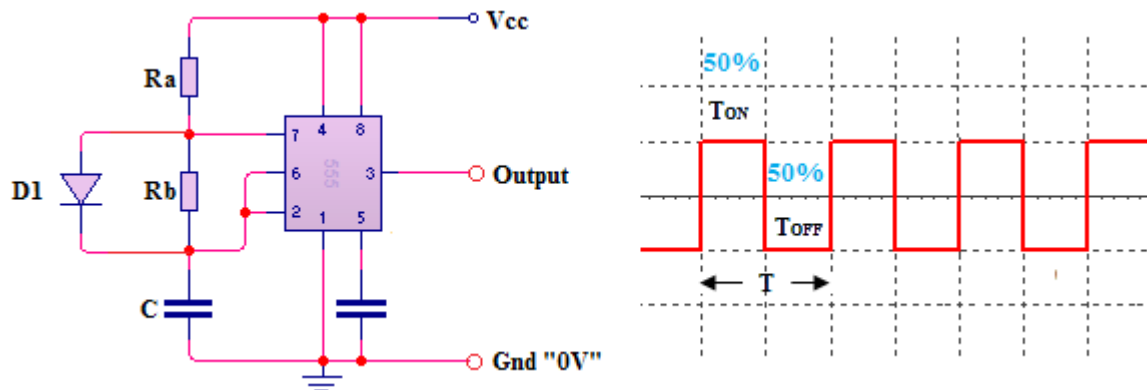 Vcc
Ra
7
4
8
D1
Rb
6
555
3
Output
2
1
5
C
Gnd "0V"
50%
TON
50%
TOFF
T